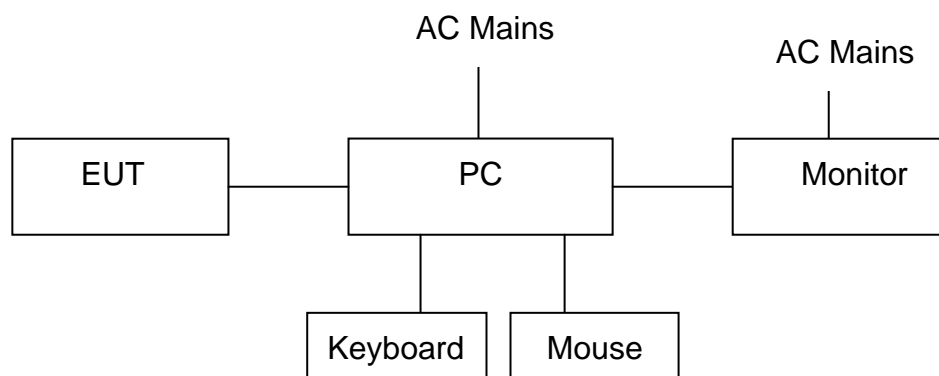 AC Mains
AC Mains
EUT
PC
Monitor
Keyboard
Mouse